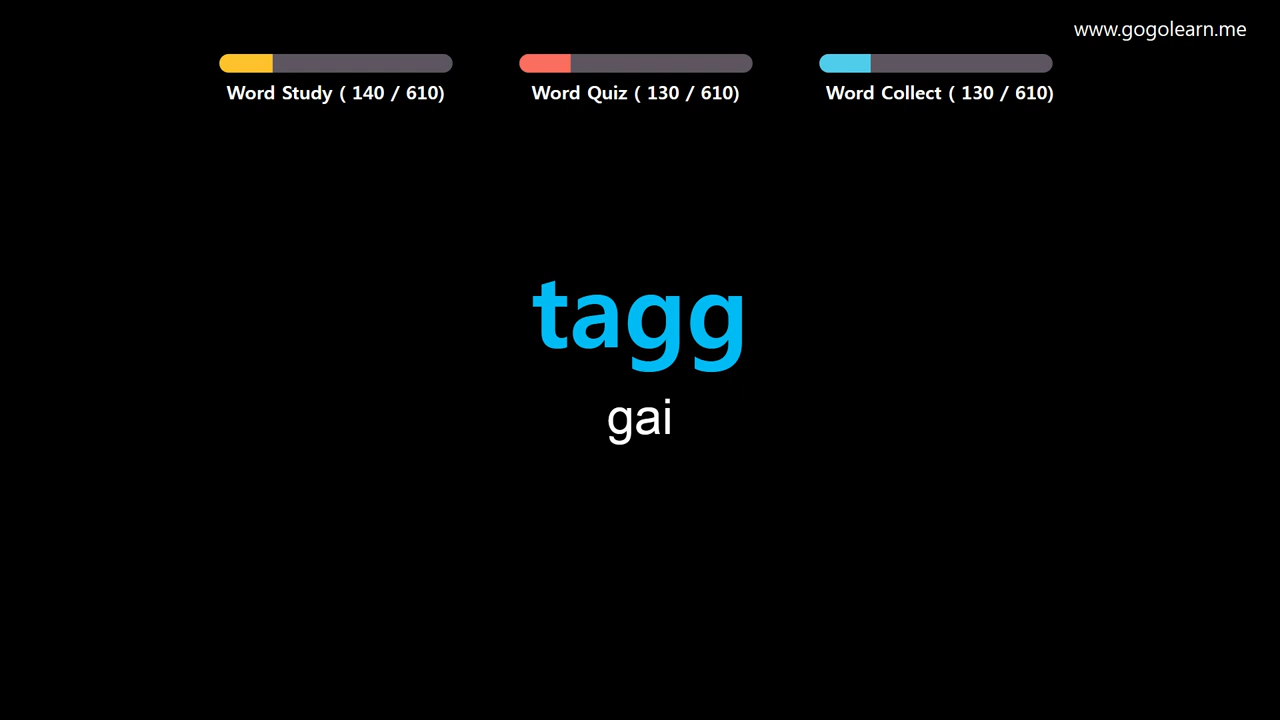 www.gogolearn.me
Word Study ( 140 / 610)
Word Quiz ( 130 / 610)
Word Collect ( 130 / 610)
tagg
gai